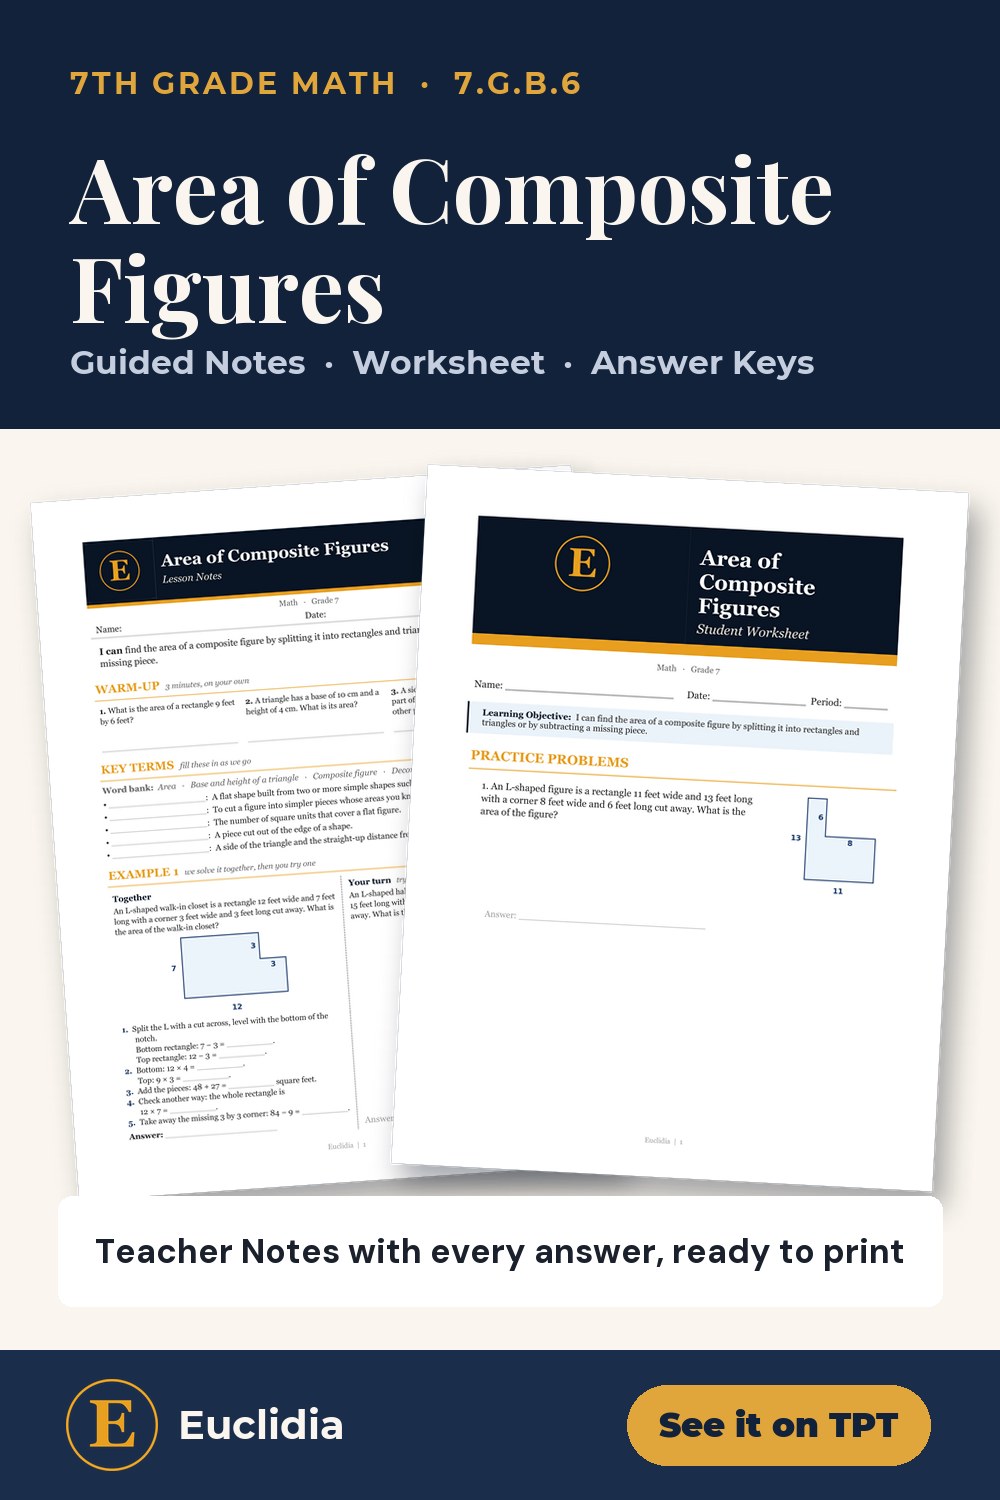 7TH GRADE MATH · 7.G.B.6
Area of Composite
Figures
Guided Notes · Worksheet · Answer Keys
E
Area of Composite Figures
Lesson Notes
Math · Grade 7
Name:
Date:
I can find the area of a composite figure by splitting it into rectangles and
missing piece.
WARM-UP 3 minutes, on your own
1. What is the area of a rectangle 9 feet
by 6 feet?
2. A triangle has a base of 10 cm and a
height of 4 cm. What is its area?
3. A
part of
other
KEY TERMS fill these in as we go
Word bank: Area · Base and height of a triangle · Composite figure ·
• : A flat shape built from two or more simple shapes
• : To cut a figure into simpler pieces whose areas you
• : The number of square units that cover a flat figure.
• : A piece cut out of the edge of a shape.
• : A side of the triangle and the straight-up distance
EXAMPLE 1 we solve it together, then you try one
Together
An L-shaped walk-in closet is a rectangle 12 feet wide and 7 feet
long with a corner 3 feet wide and 3 feet long cut away. What is
the area of the walk-in closet?
3
3
7
12
1. Split the L with a cut across, level with the bottom of the
notch.
Bottom rectangle: 7 − 3 = .
Top rectangle: 12 − 3 = .
2. Bottom: 12 × 4 = .
Top: 9 × 3 = .
3. Add the pieces: 48 + 27 = square feet.
4. Check another way: the whole rectangle is
12 × 7 = .
5. Take away the missing 3 by 3 corner: 84 − 9 = .
Answer:
Your turn try
An L-shaped
15 feet long
away. What is
Answer
Euclidia | 1
E
Area of
Composite
Figures
Student Worksheet
Math · Grade 7
Name: Date: Period:
Learning Objective: I can find the area of a composite figure by splitting it into rectangles and
triangles or by subtracting a missing piece.
PRACTICE PROBLEMS
1. An L-shaped figure is a rectangle 11 feet wide and 13 feet long
with a corner 8 feet wide and 6 feet long cut away. What is the
area of the figure?
6
13
8
11
Answer:
Euclidia | 1
Teacher Notes with every answer, ready to print
E
Euclidia
See it on TPT